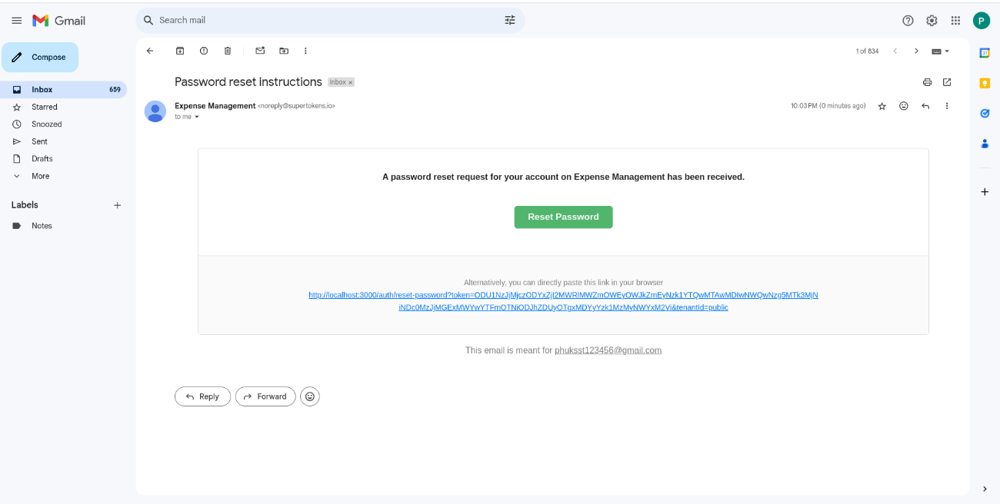 Gmail
Search mail
P
Compose
1 of 834
Inbox 659
Starred
Snoozed
Sent
Drafts
More
Labels
Notes
Password reset instructions Inbox x
Expense Management <noreply@supertokens.io> 10:03 PM (0 minutes ago)
to me
A password reset request for your account on Expense Management has been received.
Reset Password
Alternatively, you can directly paste this link in your browser
http://localhost:3000/auth/reset-password?token=ODU1NzJjMjczODYxZjI2MWRlMWZmOWEyOWJkZmEyNzk1YTQwMTAwMDIwNWQwNzg5MTk3MjN
iNDc0MzJjMGExMWYwYTFmOTNiODJhZDUyOTgxMDYyYzk1MzMyNWYxM2Vi&tenantId=public
This email is meant for phuksst123456@gmail.com
Reply Forward
31